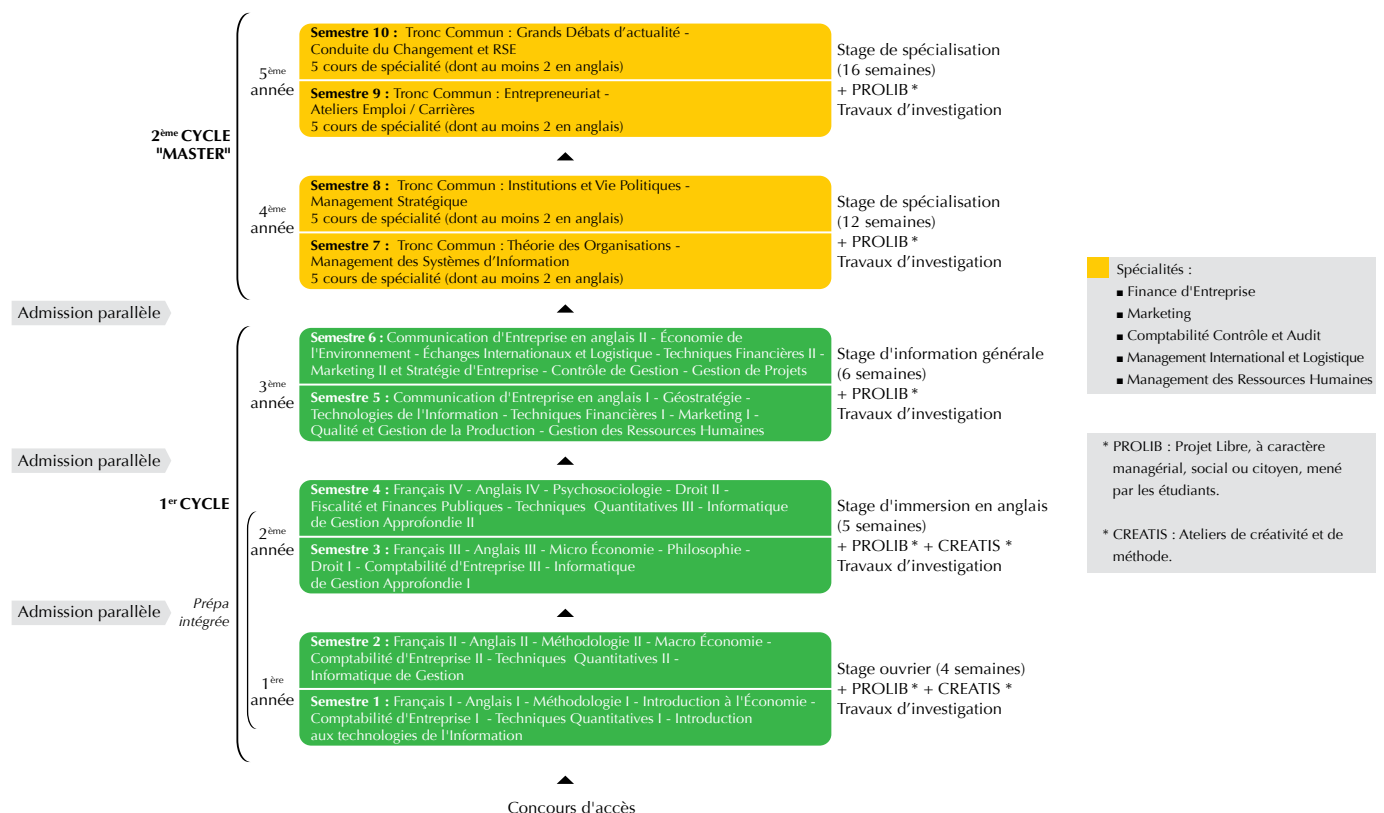 Semestre 10 : Tronc Commun : Grands Débats d'actualité -
Conduite du Changement et RSE
5 cours de spécialité (dont au moins 2 en anglais)
5ème
année
Semestre 9 : Tronc Commun : Entrepreneuriat -
Ateliers Emploi / Carrières
5 cours de spécialité (dont au moins 2 en anglais)
Stage de spécialisation
(16 semaines)
+ PROLIB *
Travaux d'investigation
2ème CYCLE
"MASTER"
Semestre 8 : Tronc Commun : Institutions et Vie Politiques -
Management Stratégique
5 cours de spécialité (dont au moins 2 en anglais)
4ème
année
Semestre 7 : Tronc Commun : Théorie des Organisations -
Management des Systèmes d'Information
5 cours de spécialité (dont au moins 2 en anglais)
Stage de spécialisation
(12 semaines)
+ PROLIB *
Travaux d'investigation
Spécialités :
■ Finance d'Entreprise
■ Marketing
■ Comptabilité Contrôle et Audit
■ Management International et Logistique
■ Management des Ressources Humaines
Admission parallèle
Semestre 6 : Communication d'Entreprise en anglais II - Économie de
l'Environnement - Échanges Internationaux et Logistique - Techniques Financières II -
Marketing II et Stratégie d'Entreprise - Contrôle de Gestion - Gestion de Projets
3ème
année
Semestre 5 : Communication d'Entreprise en anglais I - Géostratégie -
Technologies de l'Information - Techniques Financières I - Marketing I -
Qualité et Gestion de la Production - Gestion des Ressources Humaines
Stage d'information générale
(6 semaines)
+ PROLIB *
Travaux d'investigation
Admission parallèle
* PROLIB : Projet Libre, à caractère
managérial, social ou citoyen, mené
par les étudiants.
* CREATIS : Ateliers de créativité et de
méthode.
1er CYCLE
Semestre 4 : Français IV - Anglais IV - Psychosociologie - Droit II -
Fiscalité et Finances Publiques - Techniques Quantitatives III - Informatique
de Gestion Approfondie II
2ème
année
Semestre 3 : Français III - Anglais III - Micro Économie - Philosophie -
Droit I - Comptabilité d'Entreprise III - Informatique
de Gestion Approfondie I
Stage d'immersion en anglais
(5 semaines)
+ PROLIB * + CREATIS *
Travaux d'investigation
Admission parallèle
Prépa
intégrée
Semestre 2 : Français II - Anglais II - Méthodologie II - Macro Économie -
Comptabilité d'Entreprise II - Techniques Quantitatives II -
Informatique de Gestion
1ère
année
Semestre 1 : Français I - Anglais I - Méthodologie I - Introduction à l'Économie -
Comptabilité d'Entreprise I - Techniques Quantitatives I - Introduction
aux technologies de l'Information
Stage ouvrier (4 semaines)
+ PROLIB * + CREATIS *
Travaux d'investigation
Concours d'accès